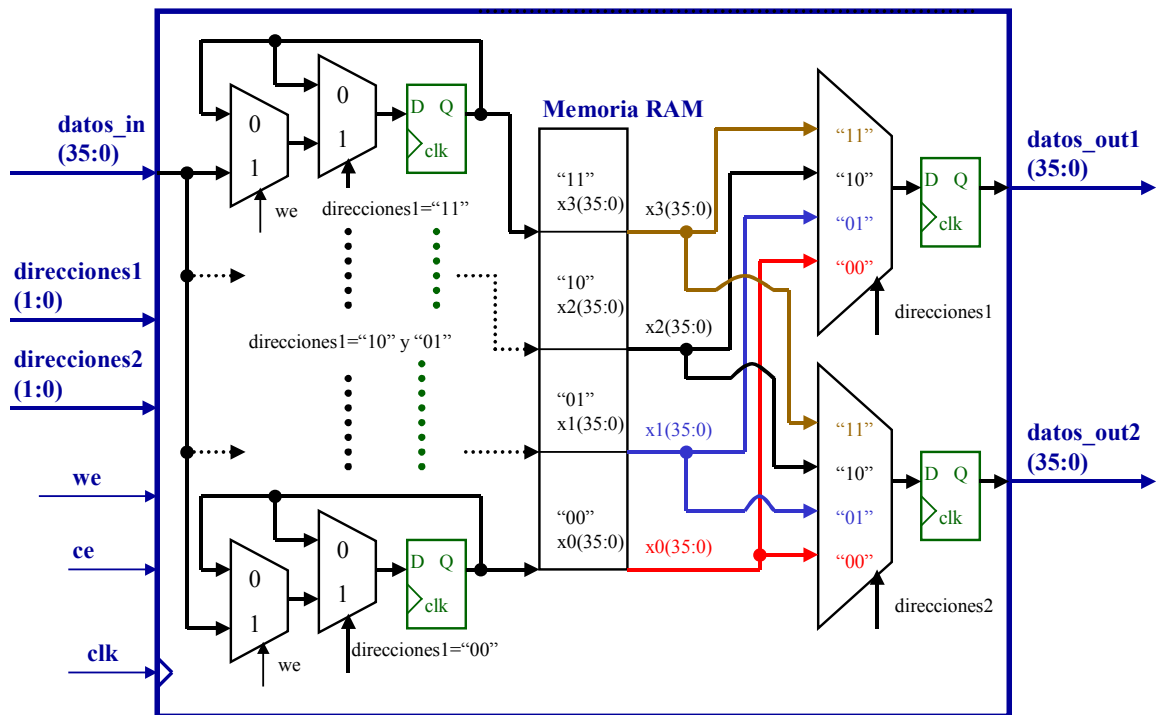 datos_in
(35:0)
direcciones1
(1:0)
direcciones2
(1:0)
we
ce
clk
0
1
we
0
1
direcciones1=“11”
D Q
clk
direcciones1=“10” y “01”
0
1
we
0
1
direcciones1=“00”
D Q
clk
Memoria RAM
“11”
x3(35:0)
“10”
x2(35:0)
“01”
x1(35:0)
“00”
x0(35:0)
x3(35:0)
x2(35:0)
x1(35:0)
x0(35:0)
“11”
“10”
“01”
“00”
direcciones1
D Q
clk
“11”
“10”
“01”
“00”
direcciones2
D Q
clk
datos_out1
(35:0)
datos_out2
(35:0)